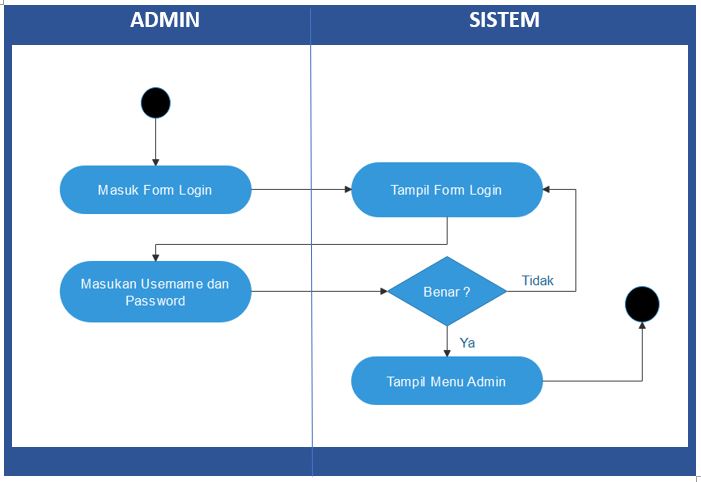 ADMIN
SISTEM
Masuk Form Login
Tampil Form Login
Masukan Username dan
Password
Benar ?
Tidak
Ya
Tampil Menu Admin